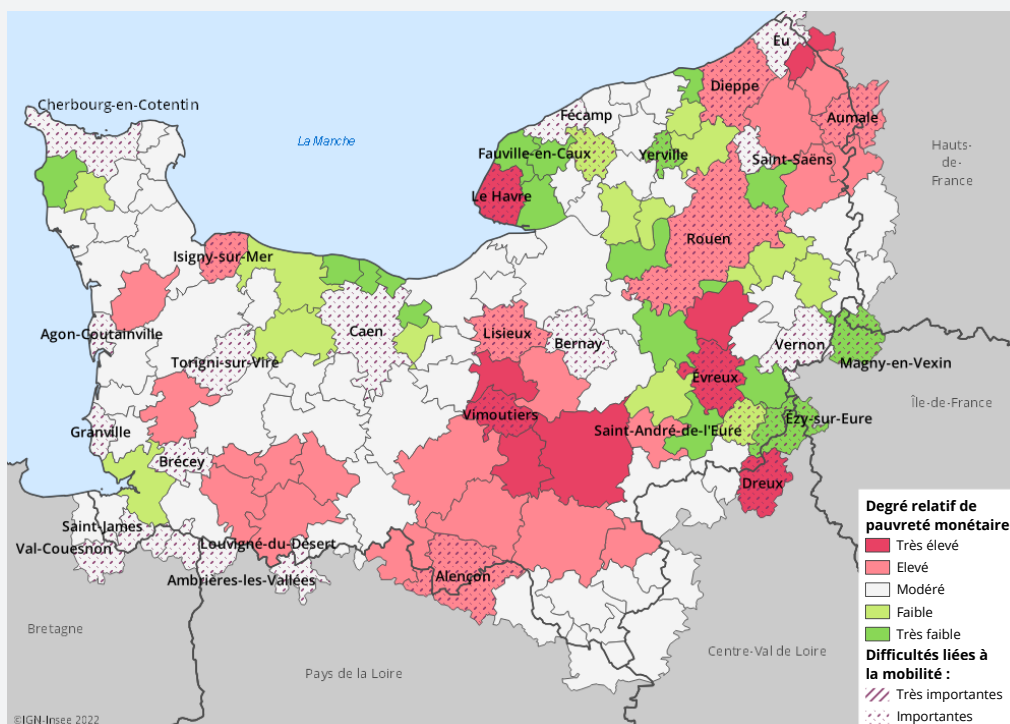 Eu
Dieppe
Cherbourg-en-Cotentin
Fécamp
Aumale
La Manche
Fauville-en-Caux
Yerville
Saint-Saëns
Hauts-
de-
France
Le Havre
Rouen
Isigny-sur-Mer
Agon-Coutainville
Caen
Lisieux
Bernay
Vernon
Torigni-sur-Vire
Magny-en-Vexin
Évreux
Île-de-France
Vimoutiers
Granville
Saint-André-de-l'Eure
Ézy-sur-Eure
Brécey
Dreux
Saint-James
Val-Couesnon
Louvigné-du-Désert
Ambrières-les-Vallées
Alençon
Bretagne
Pays de la Loire
Centre-Val de Loire
Degré relatif de
pauvreté monétaire
Très élevé
Elevé
Modéré
Faible
Très faible
Difficultés liées à
la mobilité :
Très importantes
Importantes
©IGN-Insee 2022